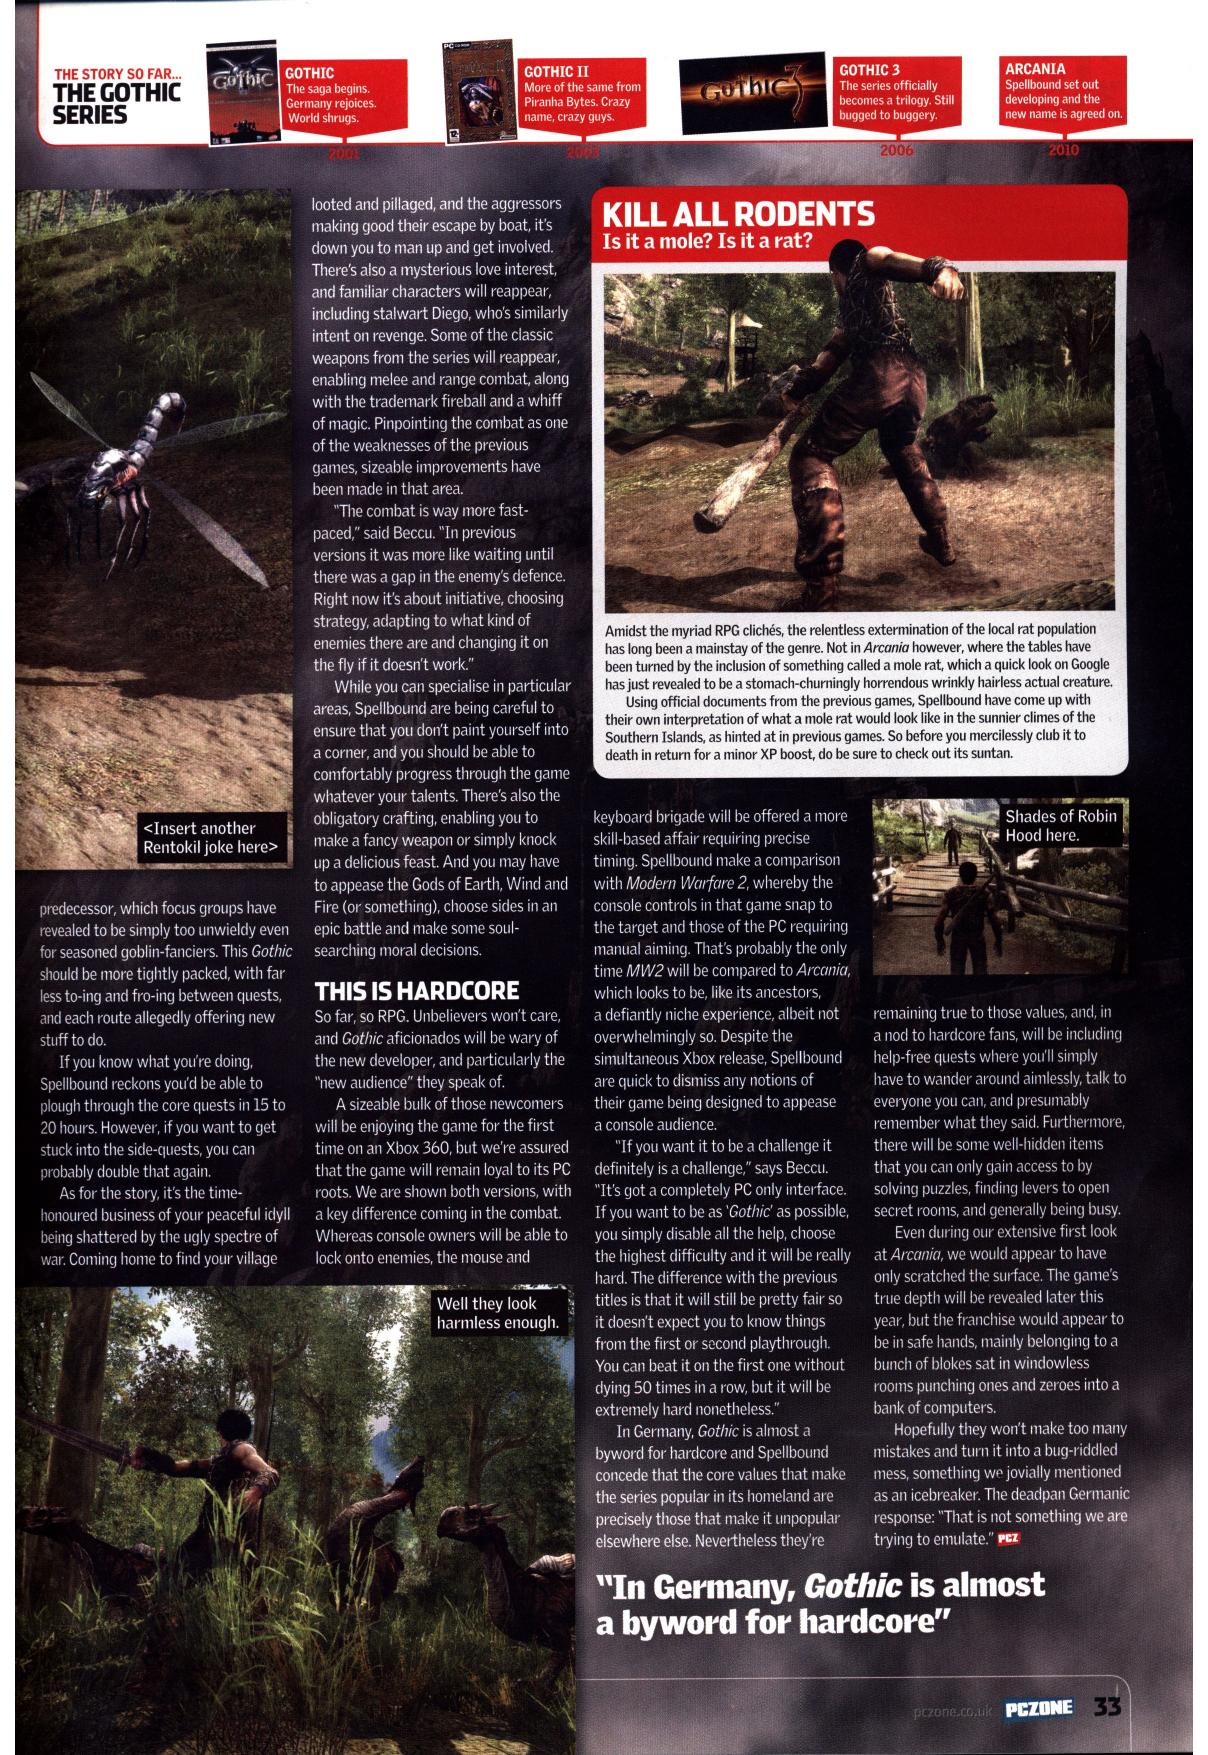 THE STORY SO FAR...
THE GOTHIC
SERIES
GOTHIC
GOTHIC
The saga begins.
Germany rejoices.
World shrugs.
2001
PC CD-ROM
GOTHIC II
More of the same from
Piranha Bytes. Crazy
name, crazy guys.
2003
GOTHIC 3
GOTHIC 3
The series officially
becomes a trilogy. Still
bugged to buggery.
2006
ARCANIA
Spellbound set out
developing and the
new name is agreed on.
2010
<Insert another
Rentokil joke here>
predecessor, which focus groups have
revealed to be simply too unwieldy even
for seasoned goblin-fanciers. This Gothic
should be more tightly packed, with far
less to-ing and fro-ing between quests,
and each route allegedly offering new
stuff to do.
If you know what you're doing,
Spellbound reckons you'd be able to
plough through the core quests in 15 to
20 hours. However, if you want to get
stuck into the side-quests, you can
probably double that again.
As for the story, it's the time-
honoured business of your peaceful idyll
being shattered by the ugly spectre of
war. Coming home to find your village
looted and pillaged, and the aggressors
making good their escape by boat, it's
down you to man up and get involved.
There's also a mysterious love interest,
and familiar characters will reappear,
including stalwart Diego, who's similarly
intent on revenge. Some of the classic
weapons from the series will reappear,
enabling melee and range combat, along
with the trademark fireball and a whiff
of magic. Pinpointing the combat as one
of the weaknesses of the previous
games, sizeable improvements have
been made in that area.
"The combat is way more fast-
paced," said Beccu. "In previous
versions it was more like waiting until
there was a gap in the enemy's defence.
Right now it's about initiative, choosing
strategy, adapting to what kind of
enemies there are and changing it on
the fly if it doesn't work."
While you can specialise in particular
areas, Spellbound are being careful to
ensure that you don't paint yourself into
a corner, and you should be able to
comfortably progress through the game
whatever your talents. There's also the
obligatory crafting, enabling you to
make a fancy weapon or simply knock
up a delicious feast. And you may have
to appease the Gods of Earth, Wind and
Fire (or something), choose sides in an
epic battle and make some soul-
searching moral decisions.
THIS IS HARDCORE
So far, so RPG. Unbelievers won't care,
and Gothic aficionados will be wary of
the new developer, and particularly the
"new audience" they speak of.
A sizeable bulk of those newcomers
will be enjoying the game for the first
time on an Xbox 360, but we're assured
that the game will remain loyal to its PC
roots. We are shown both versions, with
a key difference coming in the combat.
Whereas console owners will be able to
lock onto enemies, the mouse and
Well they look
harmless enough.
KILL ALL RODENTS
Is it a mole? Is it a rat?
Amidst the myriad RPG clichés, the relentless extermination of the local rat population
has long been a mainstay of the genre. Not in Arcania however, where the tables have
been turned by the inclusion of something called a mole rat, which a quick look on Google
has just revealed to be a stomach-churningly horrendous wrinkly hairless actual creature.
Using official documents from the previous games, Spellbound have come up with
their own interpretation of what a mole rat would look like in the sunnier climes of the
Southern Islands, as hinted at in previous games. So before you mercilessly club it to
death in return for a minor XP boost, do be sure to check out its suntan.
keyboard brigade will be offered a more
skill-based affair requiring precise
timing. Spellbound make a comparison
with Modern Warfare 2, whereby the
console controls in that game snap to
the target and those of the PC requiring
manual aiming. That's probably the only
time MW2 will be compared to Arcania,
which looks to be, like its ancestors,
a defiantly niche experience, albeit not
overwhelmingly so. Despite the
simultaneous Xbox release, Spellbound
are quick to dismiss any notions of
their game being designed to appease
a console audience.
"If you want it to be a challenge it
definitely is a challenge," says Beccu.
"It's got a completely PC only interface.
If you want to be as 'Gothic' as possible,
you simply disable all the help, choose
the highest difficulty and it will be really
hard. The difference with the previous
titles is that it will still be pretty fair so
it doesn't expect you to know things
from the first or second playthrough.
You can beat it on the first one without
dying 50 times in a row, but it will be
extremely hard nonetheless."
In Germany, Gothic is almost a
byword for hardcore and Spellbound
concede that the core values that make
the series popular in its homeland are
precisely those that make it unpopular
elsewhere else. Nevertheless they're
Shades of Robin
Hood here.
remaining true to those values, and, in
a nod to hardcore fans, will be including
help-free quests where you'll simply
have to wander around aimlessly, talk to
everyone you can, and presumably
remember what they said. Furthermore,
there will be some well-hidden items
that you can only gain access to by
solving puzzles, finding levers to open
secret rooms, and generally being busy.
Even during our extensive first look
at Arcania, we would appear to have
only scratched the surface. The game's
true depth will be revealed later this
year, but the franchise would appear to
be in safe hands, mainly belonging to a
bunch of blokes sat in windowless
rooms punching ones and zeroes into a
bank of computers.
Hopefully they won't make too many
mistakes and turn it into a bug-riddled
mess, something we jovially mentioned
as an icebreaker. The deadpan Germanic
response: "That is not something we are
trying to emulate." PCZ
"In Germany, Gothic is almost
a byword for hardcore"
pczone.co.uk PCZONE 33